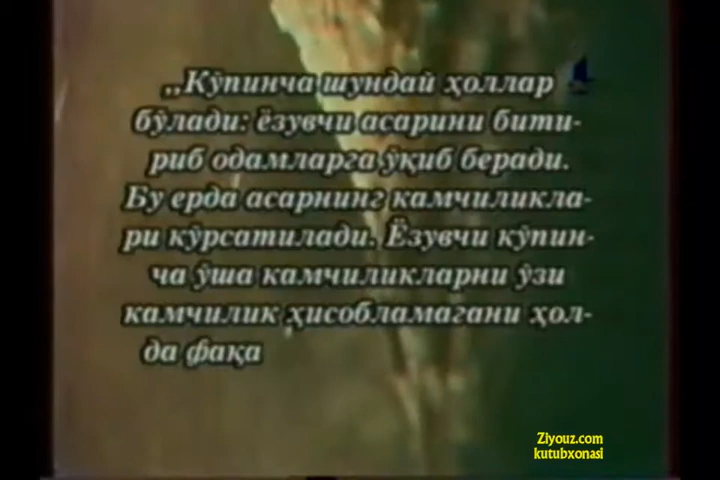 „Кўпинча шундай ҳоллар
бўлади: ёзувчи асарини бити-
риб одамларга ўқиб беради.
Бу ерда асарнинг камчиликла-
ри кўрсатилади. Ёзувчи кўпин-
ча ўша камчиликларни ўзи
камчилик ҳисобламагани ҳол-
да фақа
Ziyouz.com
kutubxonasi